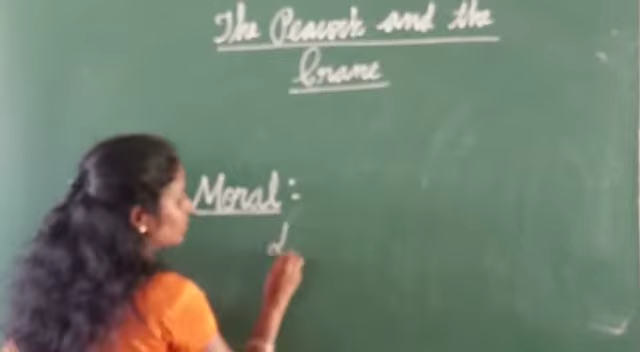 The Peacock and the
Crane
Moral:-